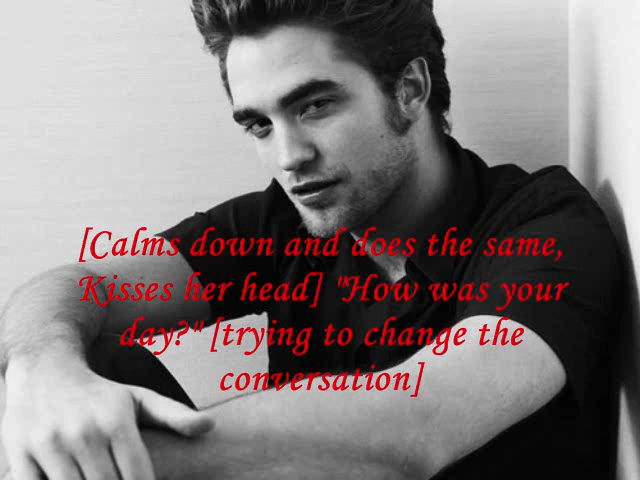 [Calms down and does the same,
Kisses her head] "How was your
day?" [trying to change the
conversation]